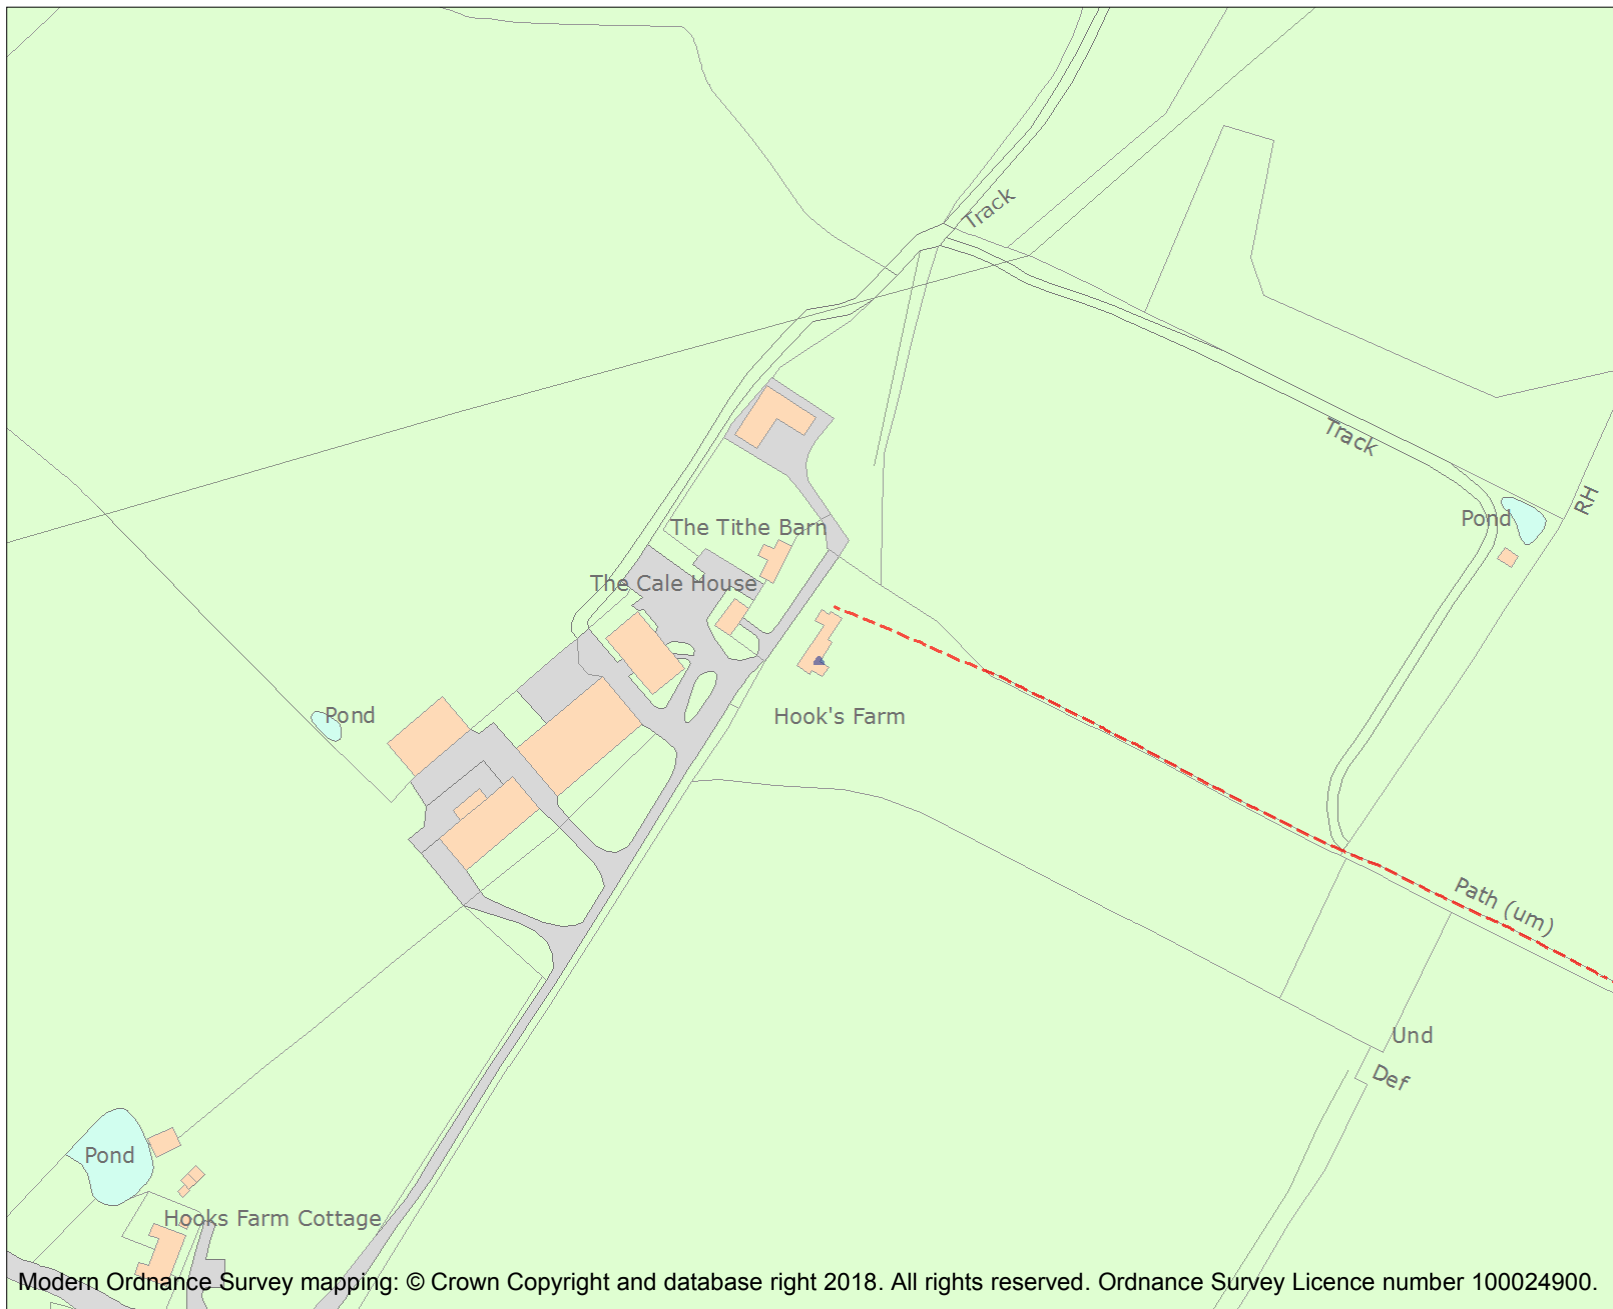 Track
Track
RH
Pond
The Tithe Barn
The Cale House
Pond
Hook's Farm
Path (um)
Und
Def
Pond
Hooks Farm Cottage
Modern Ordnance Survey mapping: © Crown Copyright and database right 2018. All rights reserved. Ordnance Survey Licence number 100024900.